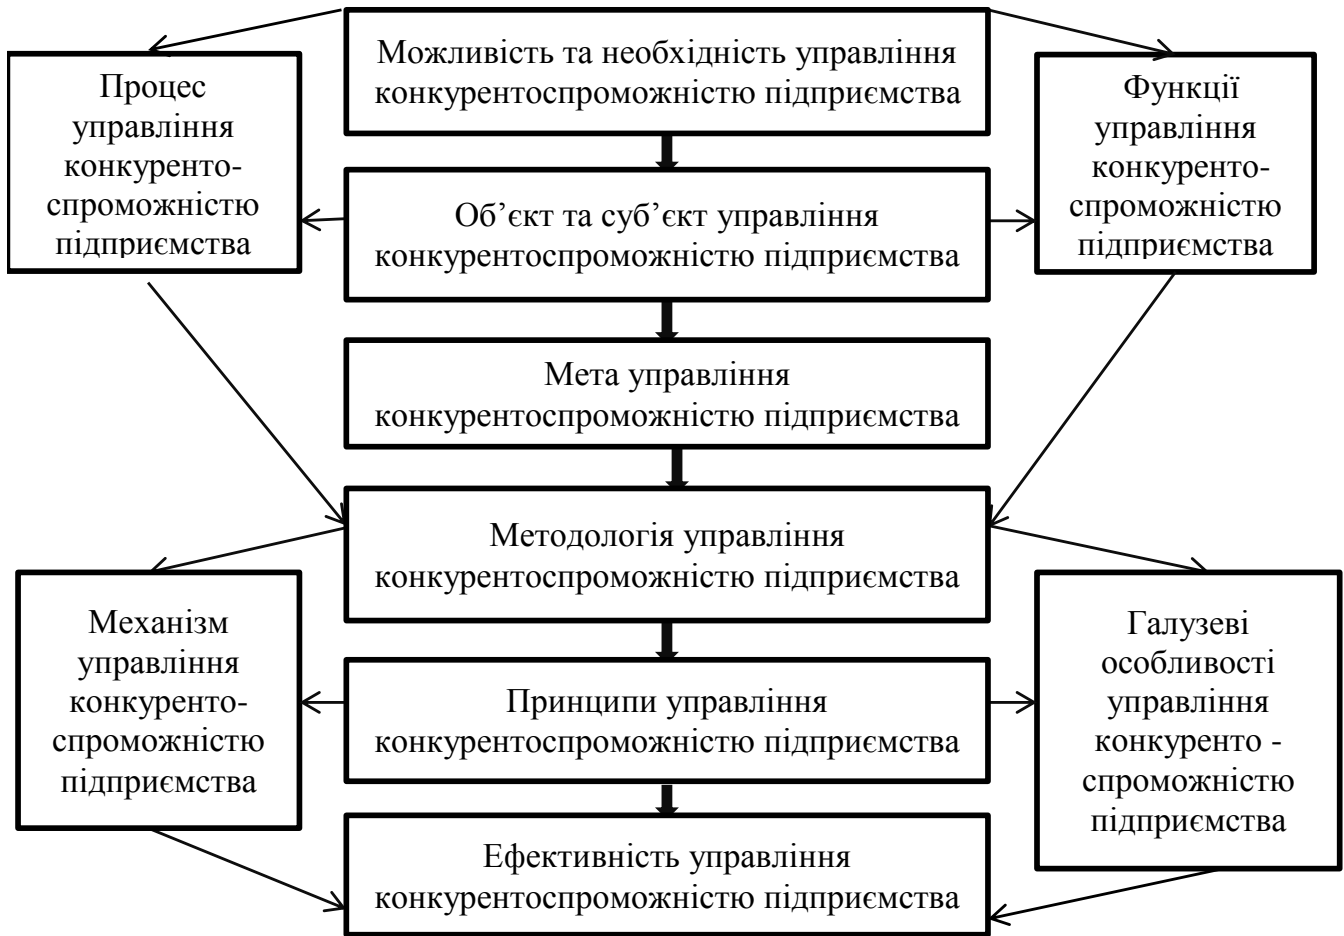 Можливість та необхідність управління
конкурентоспроможністю підприємства
Процес
управління
конкуренто-
спроможністю
підприємства
Функції
управління
конкуренто-
спроможністю
підприємства
Об’єкт та суб’єкт управління
конкурентоспроможністю підприємства
Мета управління
конкурентоспроможністю підприємства
Методологія управління
конкурентоспроможністю підприємства
Механізм
управління
конкуренто-
спроможністю
підприємства
Галузеві
особливості
управління
конкуренто -
спроможністю
підприємства
Принципи управління
конкурентоспроможністю підприємства
Ефективність управління
конкурентоспроможністю підприємства